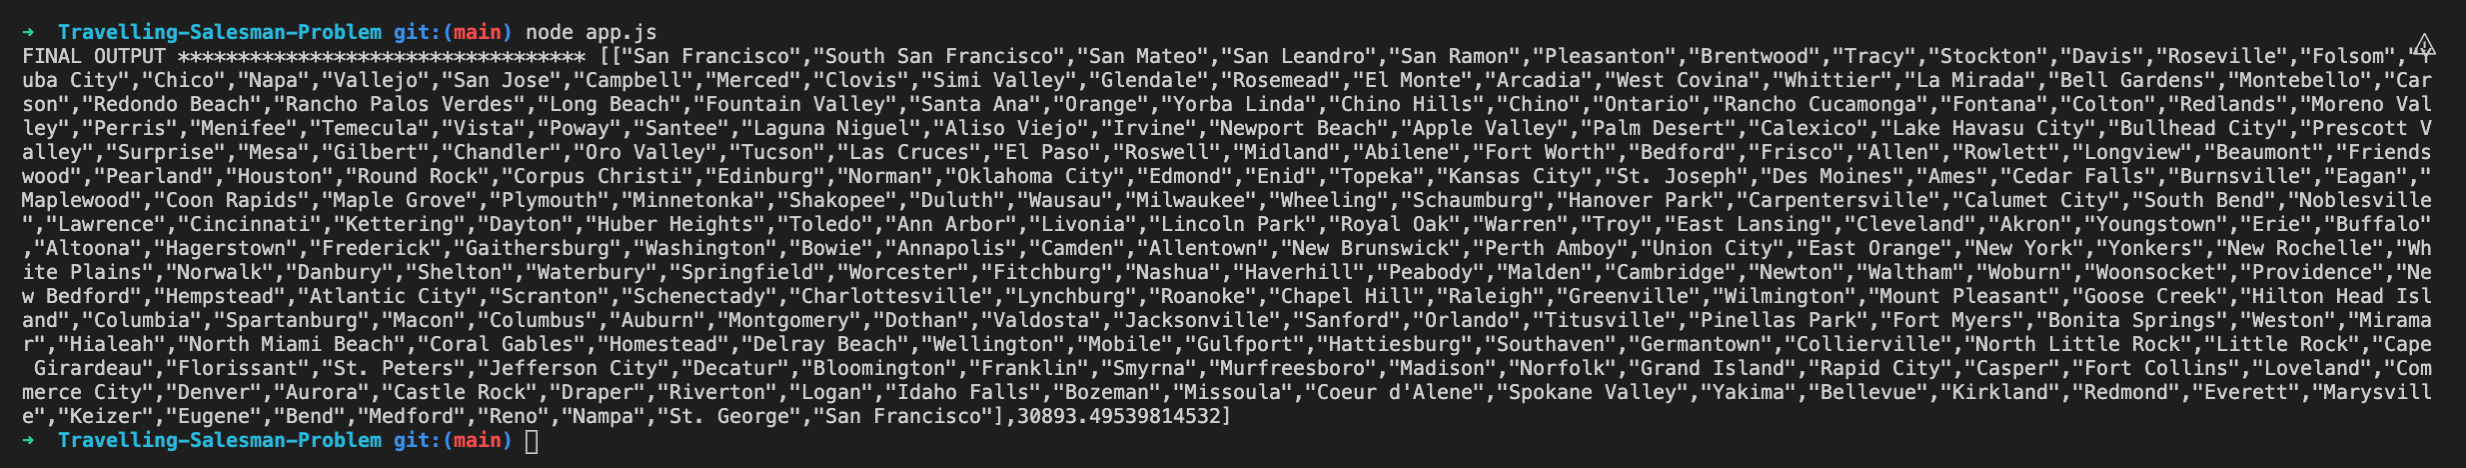 ➜  Travelling-Salesman-Problem git:(main) node app.js
FINAL OUTPUT ********************************** [["San Francisco","South San Francisco","San Mateo","San Leandro","San Ramon","Pleasanton","Brentwood","Tracy","Stockton","Davis","Roseville","Folsom","Y
uba City","Chico","Napa","Vallejo","San Jose","Campbell","Merced","Clovis","Simi Valley","Glendale","Rosemead","El Monte","Arcadia","West Covina","Whittier","La Mirada","Bell Gardens","Montebello","Car
son","Redondo Beach","Rancho Palos Verdes","Long Beach","Fountain Valley","Santa Ana","Orange","Yorba Linda","Chino Hills","Chino","Ontario","Rancho Cucamonga","Fontana","Colton","Redlands","Moreno Val
ley","Perris","Menifee","Temecula","Vista","Poway","Santee","Laguna Niguel","Aliso Viejo","Irvine","Newport Beach","Apple Valley","Palm Desert","Calexico","Lake Havasu City","Bullhead City","Prescott V
alley","Surprise","Mesa","Gilbert","Chandler","Oro Valley","Tucson","Las Cruces","El Paso","Roswell","Midland","Abilene","Fort Worth","Bedford","Frisco","Allen","Rowlett","Longview","Beaumont","Friends
wood","Pearland","Houston","Round Rock","Corpus Christi","Edinburg","Norman","Oklahoma City","Edmond","Enid","Topeka","Kansas City","St. Joseph","Des Moines","Ames","Cedar Falls","Burnsville","Eagan","
Maplewood","Coon Rapids","Maple Grove","Plymouth","Minnetonka","Shakopee","Duluth","Wausau","Milwaukee","Wheeling","Schaumburg","Hanover Park","Carpentersville","Calumet City","South Bend","Noblesville
","Lawrence","Cincinnati","Kettering","Dayton","Huber Heights","Toledo","Ann Arbor","Livonia","Lincoln Park","Royal Oak","Warren","Troy","East Lansing","Cleveland","Akron","Youngstown","Erie","Buffalo"
,"Altoona","Hagerstown","Frederick","Gaithersburg","Washington","Bowie","Annapolis","Camden","Allentown","New Brunswick","Perth Amboy","Union City","East Orange","New York","Yonkers","New Rochelle","Wh
ite Plains","Norwalk","Danbury","Shelton","Waterbury","Springfield","Worcester","Fitchburg","Nashua","Haverhill","Peabody","Malden","Cambridge","Newton","Waltham","Woburn","Woonsocket","Providence","Ne
w Bedford","Hempstead","Atlantic City","Scranton","Schenectady","Charlottesville","Lynchburg","Roanoke","Chapel Hill","Raleigh","Greenville","Wilmington","Mount Pleasant","Goose Creek","Hilton Head Isl
and","Columbia","Spartanburg","Macon","Columbus","Auburn","Montgomery","Dothan","Valdosta","Jacksonville","Sanford","Orlando","Titusville","Pinellas Park","Fort Myers","Bonita Springs","Weston","Mirama
r","Hialeah","North Miami Beach","Coral Gables","Homestead","Delray Beach","Wellington","Mobile","Gulfport","Hattiesburg","Southaven","Germantown","Collierville","North Little Rock","Little Rock","Cape
 Girardeau","Florissant","St. Peters","Jefferson City","Decatur","Bloomington","Franklin","Smyrna","Murfreesboro","Madison","Norfolk","Grand Island","Rapid City","Casper","Fort Collins","Loveland","Com
merce City","Denver","Aurora","Castle Rock","Draper","Riverton","Logan","Idaho Falls","Bozeman","Missoula","Coeur d'Alene","Spokane Valley","Yakima","Bellevue","Kirkland","Redmond","Everett","Marysvill
e","Keizer","Eugene","Bend","Medford","Reno","Nampa","St. George","San Francisco"],30893.49539814532]
➜  Travelling-Salesman-Problem git:(main)